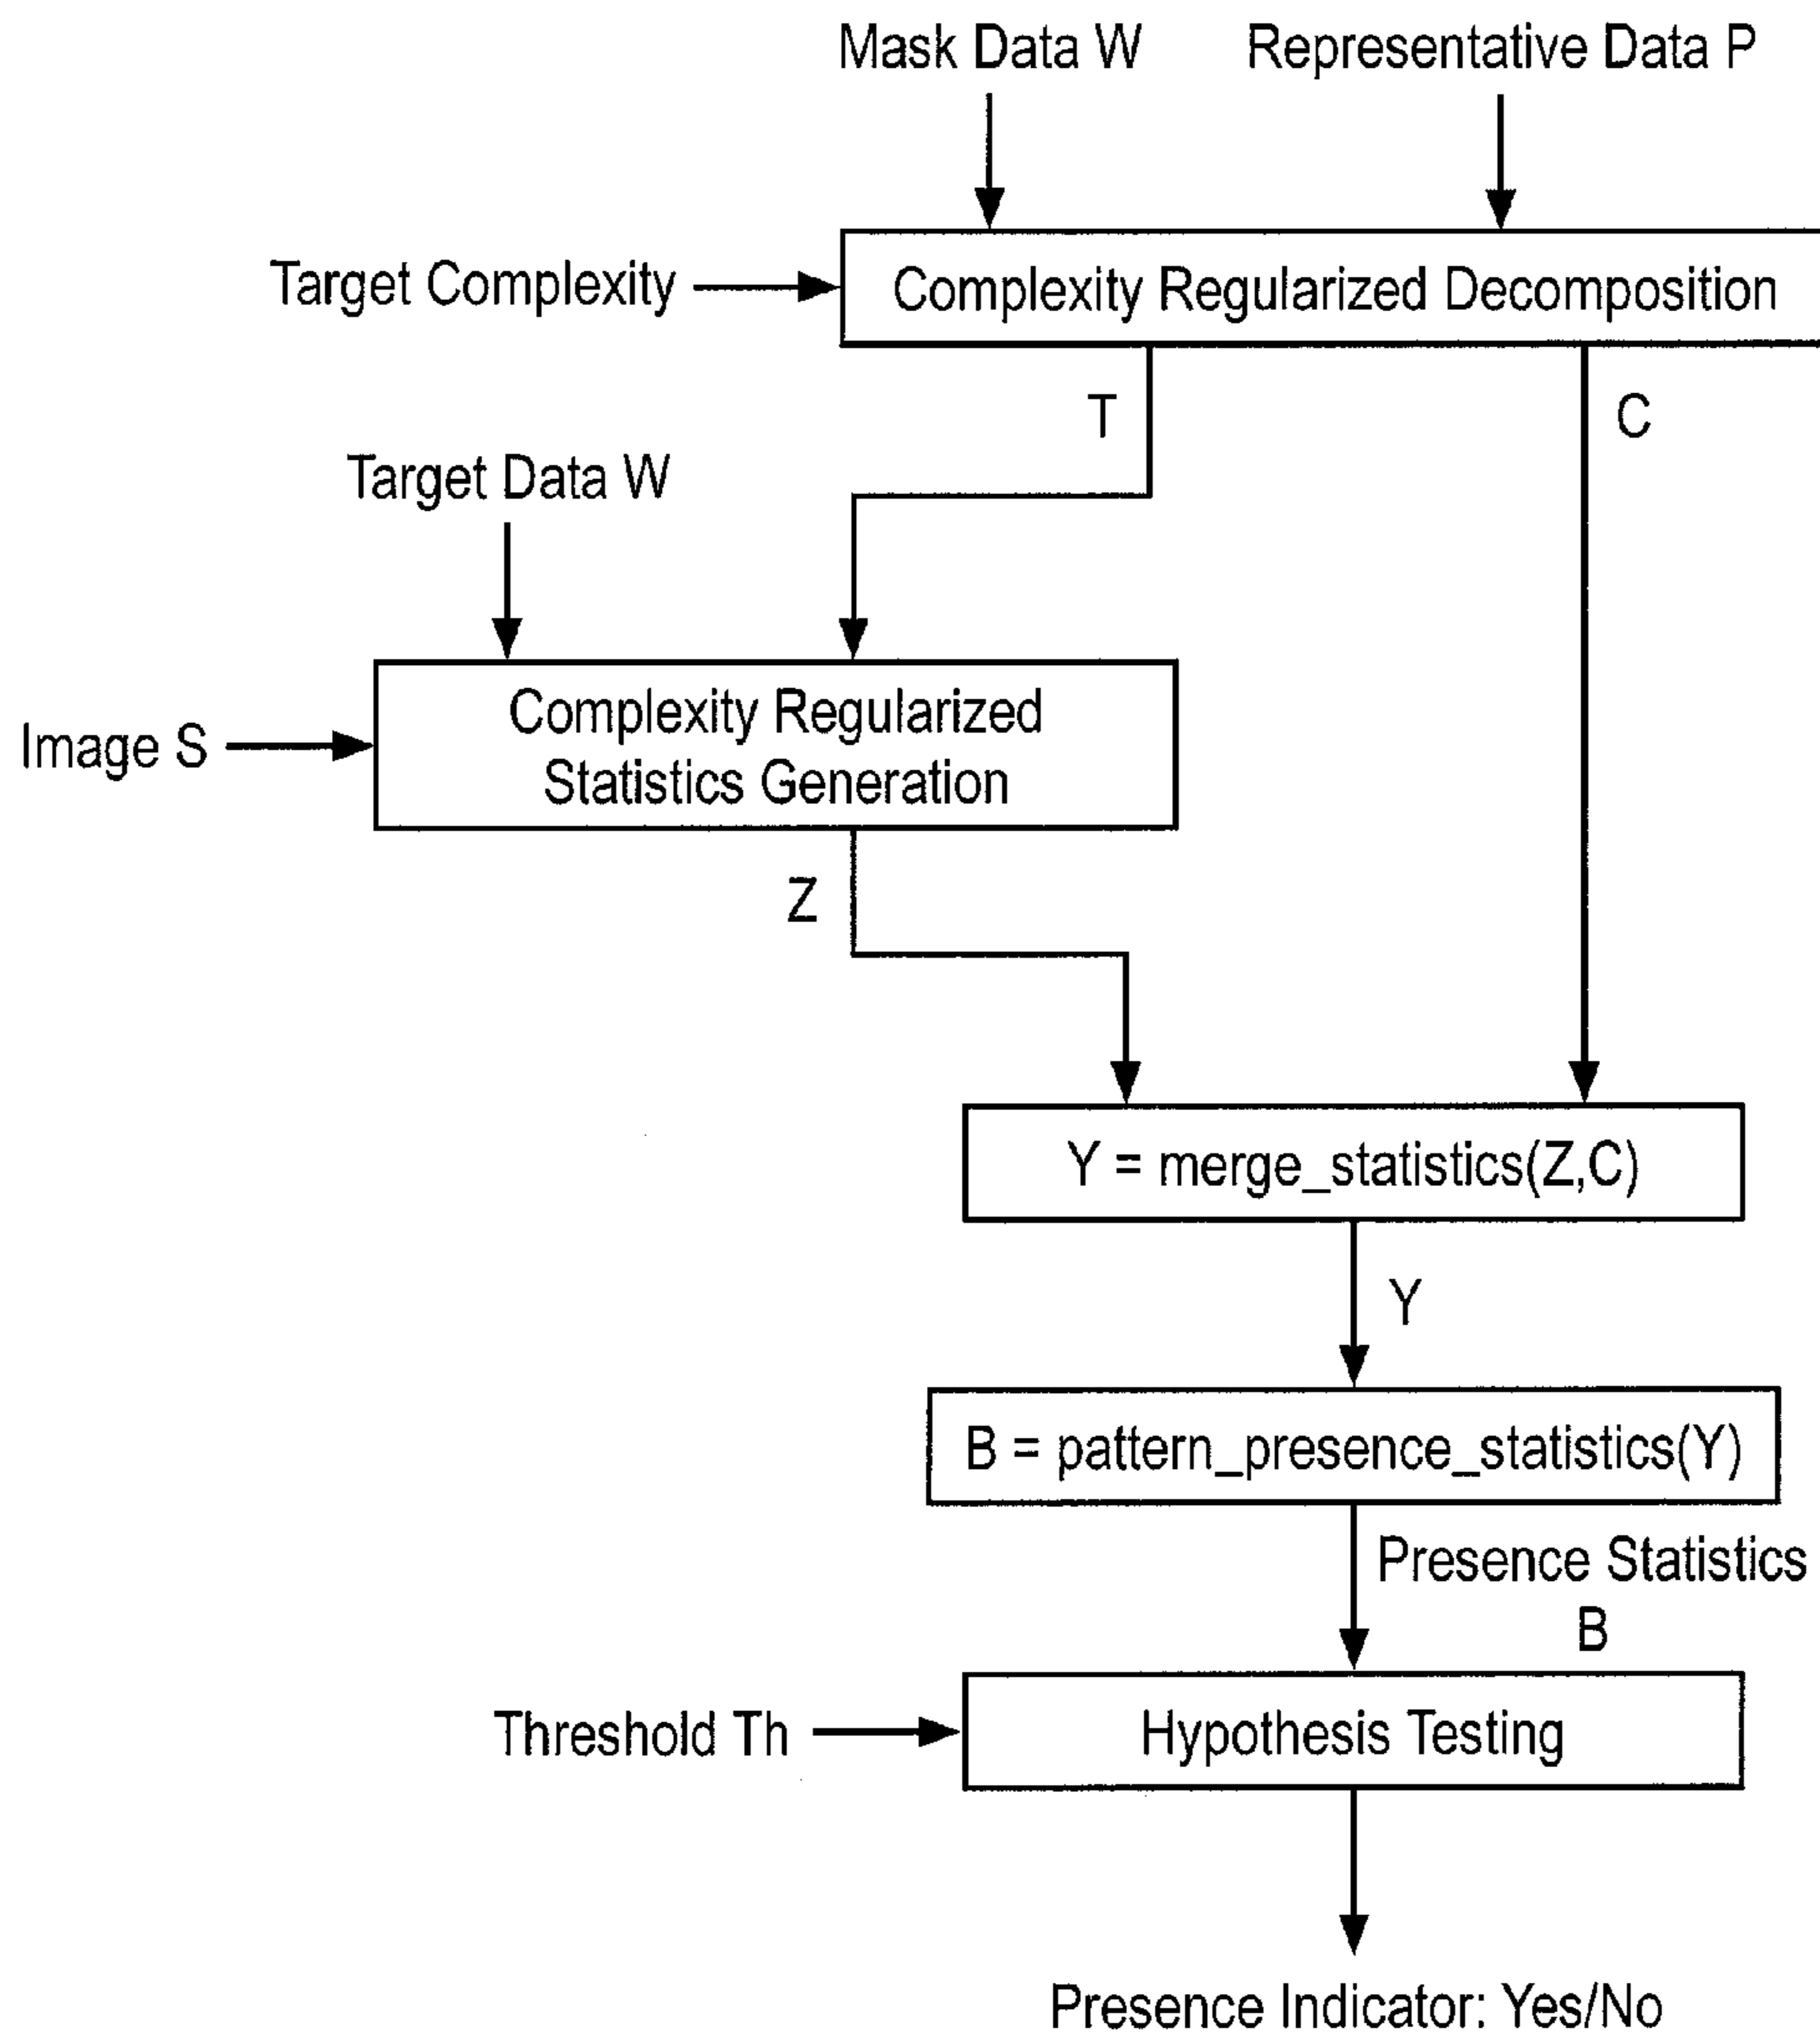 Mask Data W
Representative Data P
Target Complexity
Complexity Regularized Decomposition
T
C
Target Data W
Image S
Complexity Regularized
Statistics Generation
Z
Y = merge_statistics(Z,C)
Y
B = pattern_presence_statistics(Y)
Presence Statistics
B
Threshold Th
Hypothesis Testing
Presence Indicator: Yes/No